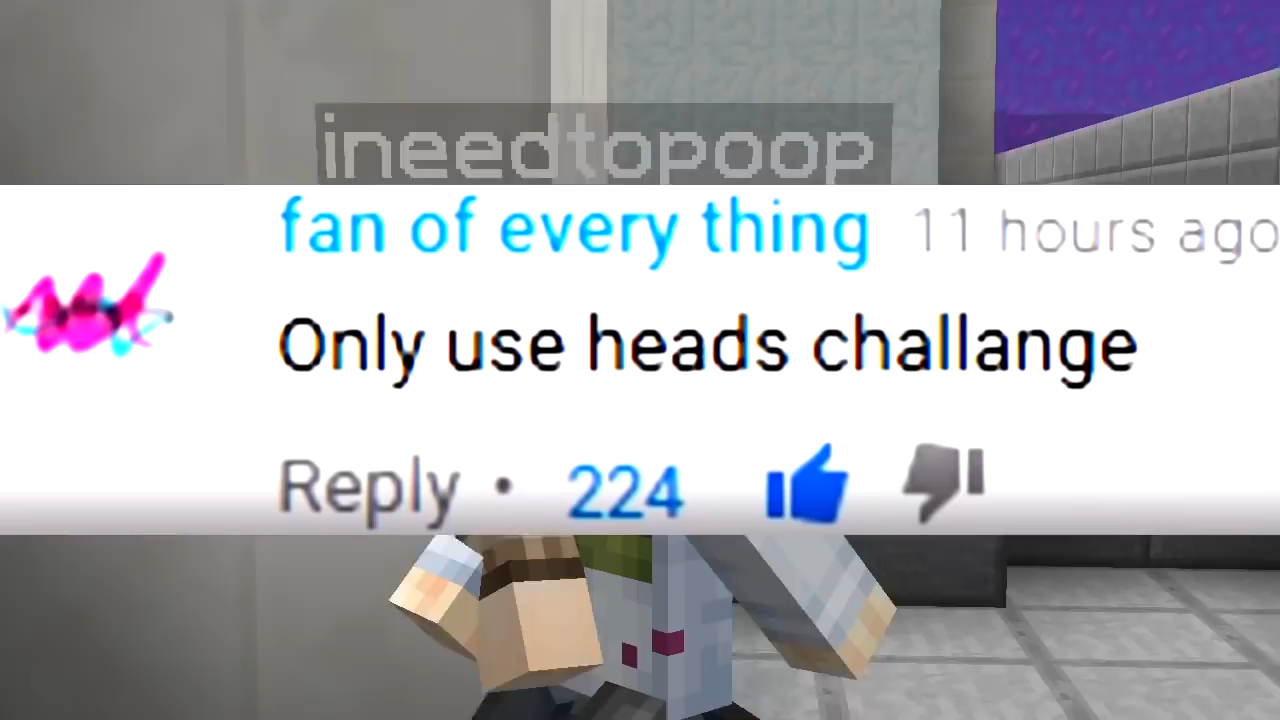 ineedtopoop
fan of every thing 11 hours ago
Only use heads challange
Reply • 224